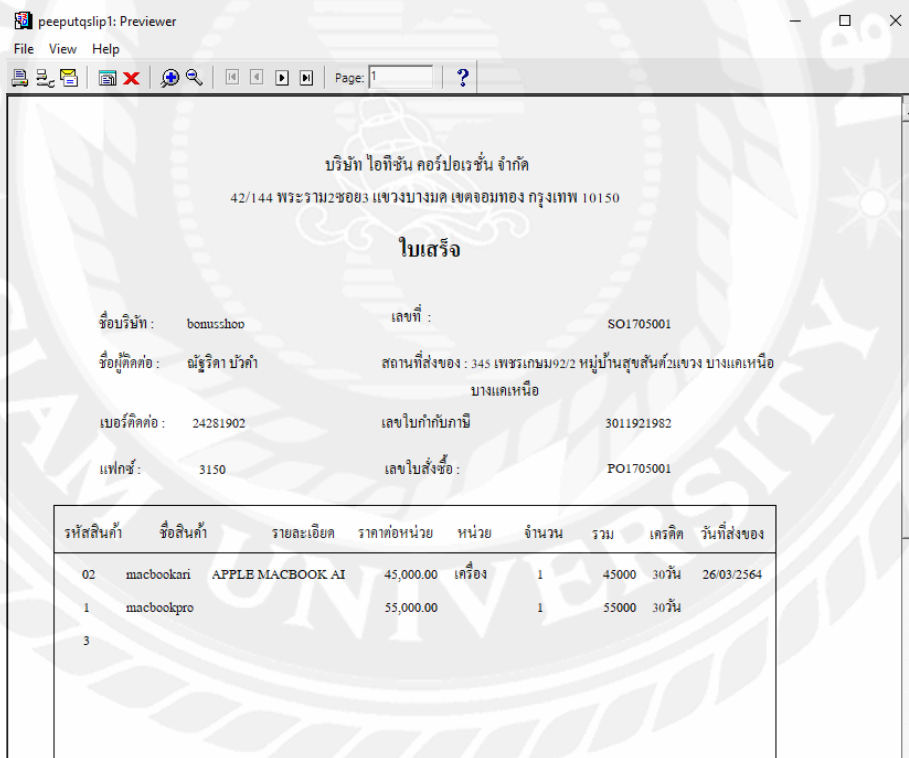 peeputqslip1: Previewer
File View Help
Page: 1
บริษัท ไอทีซัน คอร์ปอเรชั่น จำกัด
42/144 พระราม2ซอย3 แขวงบางมด เขตจอมทอง กรุงเทพ 10150
ใบเสร็จ
ชื่อบริษัท : bonusshop เลขที่ : SO1705001
ชื่อผู้ติดต่อ : ณัฐริดา บัวคำ สถานที่ส่งของ : 345 เพชรเกษม92/2 หมู่บ้านสุขสันต์2แขวง บางแคเหนือ
บางแคเหนือ
เบอร์ติดต่อ : 24281902 เลขใบกำกับภาษี 3011921982
แฟกซ์ : 3150 เลขใบสั่งซื้อ : PO1705001
รหัสสินค้า ชื่อสินค้า รายละเอียด ราคาต่อหน่วย หน่วย จำนวน รวม เครดิต วันที่ส่งของ
02 macbookari APPLE MACBOOK AI 45,000.00 เครื่อง 1 45000 30วัน 26/03/2564
1 macbookpro 55,000.00 1 55000 30วัน
3
SIAM UNIVERSITY